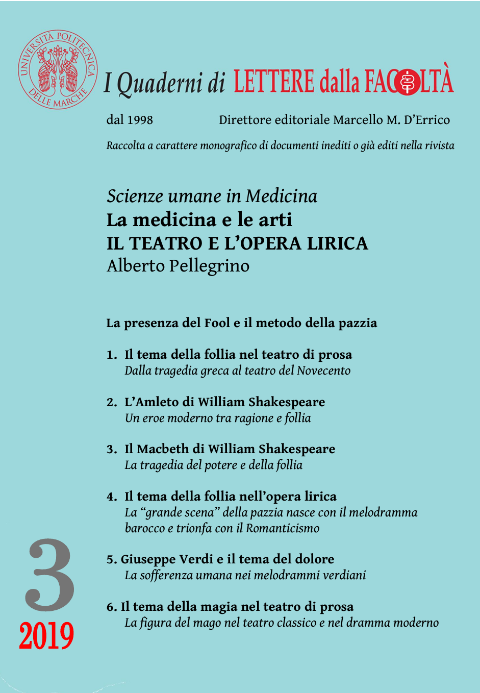 UNIVERSITÀ POLITECNICA
DELLE MARCHE
I Quaderni di LETTERE dalla FACOLTÀ
dal 1998 Direttore editoriale Marcello M. D'Errico
Raccolta a carattere monografico di documenti inediti o già editi nella rivista
Scienze umane in Medicina
La medicina e le arti
IL TEATRO E L'OPERA LIRICA
Alberto Pellegrino
La presenza del Fool e il metodo della pazzia
1. Il tema della follia nel teatro di prosa
Dalla tragedia greca al teatro del Novecento
2. L'Amleto di William Shakespeare
Un eroe moderno tra ragione e follia
3. Il Macbeth di William Shakespeare
La tragedia del potere e della follia
4. Il tema della follia nell'opera lirica
La “grande scena” della pazzia nasce con il melodramma
barocco e trionfa con il Romanticismo
5. Giuseppe Verdi e il tema del dolore
La sofferenza umana nei melodrammi verdiani
6. Il tema della magia nel teatro di prosa
La figura del mago nel teatro classico e nel dramma moderno
3
2019